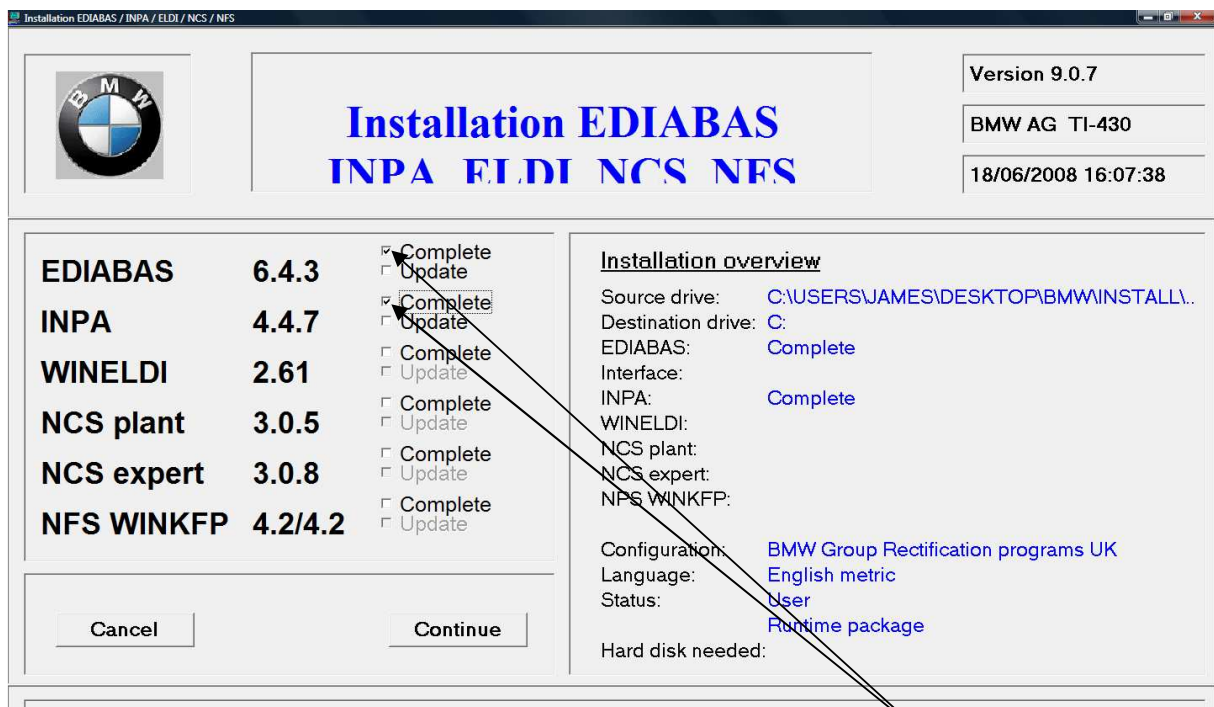 Installation EDIABAS / INPA / ELDI / NCS / NFS
BMW
Installation EDIABAS
INPA ELDI NCS NFS
Version 9.0.7
BMW AG TI-430
18/06/2008 16:07:38
EDIABAS 6.4.3 Complete
Update
INPA 4.4.7 Complete
Update
WINELDI 2.61 Complete
Update
NCS plant 3.0.5 Complete
Update
NCS expert 3.0.8 Complete
Update
NFS WINKFP 4.2/4.2 Complete
Update
Cancel Continue
Installation overview
Source drive: C:\USERS\JAMES\DESKTOP\BMW\INSTALL\..
Destination drive: C:
EDIABAS: Complete
Interface:
INPA: Complete
WINELDI:
NCS plant:
NCS expert:
NPS WINKFP:
Configuration: BMW Group Rectification programs UK
Language: English metric
Status: User
Runtime package
Hard disk needed: